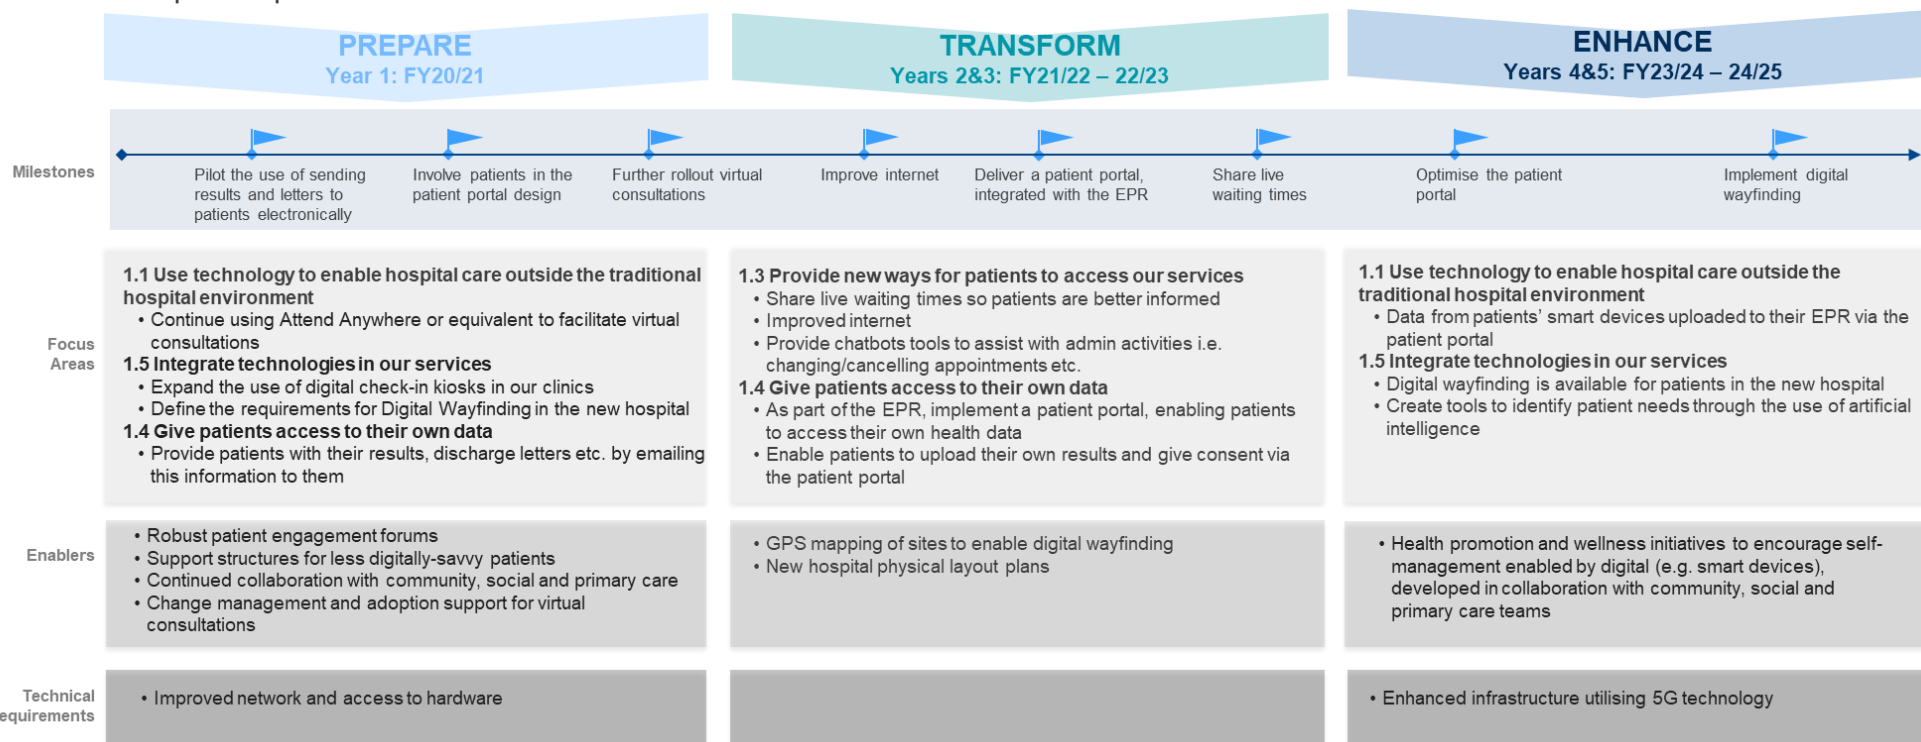 PREPARE
Year 1: FY20/21
TRANSFORM
Years 2&3: FY21/22 – 22/23
ENHANCE
Years 4&5: FY23/24 – 24/25
Milestones
Pilot the use of sending
results and letters to
patients electronically
Involve patients in the
patient portal design
Further rollout virtual
consultations
Improve internet
Deliver a patient portal,
integrated with the EPR
Share live
waiting times
Optimise the patient
portal
Implement digital
wayfinding
Focus
Areas
1.1 Use technology to enable hospital care outside the traditional
hospital environment
• Continue using Attend Anywhere or equivalent to facilitate virtual
consultations
1.5 Integrate technologies in our services
• Expand the use of digital check-in kiosks in our clinics
• Define the requirements for Digital Wayfinding in the new hospital
1.4 Give patients access to their own data
• Provide patients with their results, discharge letters etc. by emailing
this information to them
1.3 Provide new ways for patients to access our services
• Share live waiting times so patients are better informed
• Improved internet
• Provide chatbots tools to assist with admin activities i.e.
changing/cancelling appointments etc.
1.4 Give patients access to their own data
• As part of the EPR, implement a patient portal, enabling patients
to access their own health data
• Enable patients to upload their own results and give consent via
the patient portal
1.1 Use technology to enable hospital care outside the
traditional hospital environment
• Data from patients' smart devices uploaded to their EPR via the
patient portal
1.5 Integrate technologies in our services
• Digital wayfinding is available for patients in the new hospital
• Create tools to identify patient needs through the use of artificial
intelligence
Enablers
• Robust patient engagement forums
• Support structures for less digitally-savvy patients
• Continued collaboration with community, social and primary care
• Change management and adoption support for virtual
consultations
• GPS mapping of sites to enable digital wayfinding
• New hospital physical layout plans
• Health promotion and wellness initiatives to encourage self-
management enabled by digital (e.g. smart devices),
developed in collaboration with community, social and
primary care teams
Technical
equirements
• Improved network and access to hardware
• Enhanced infrastructure utilising 5G technology